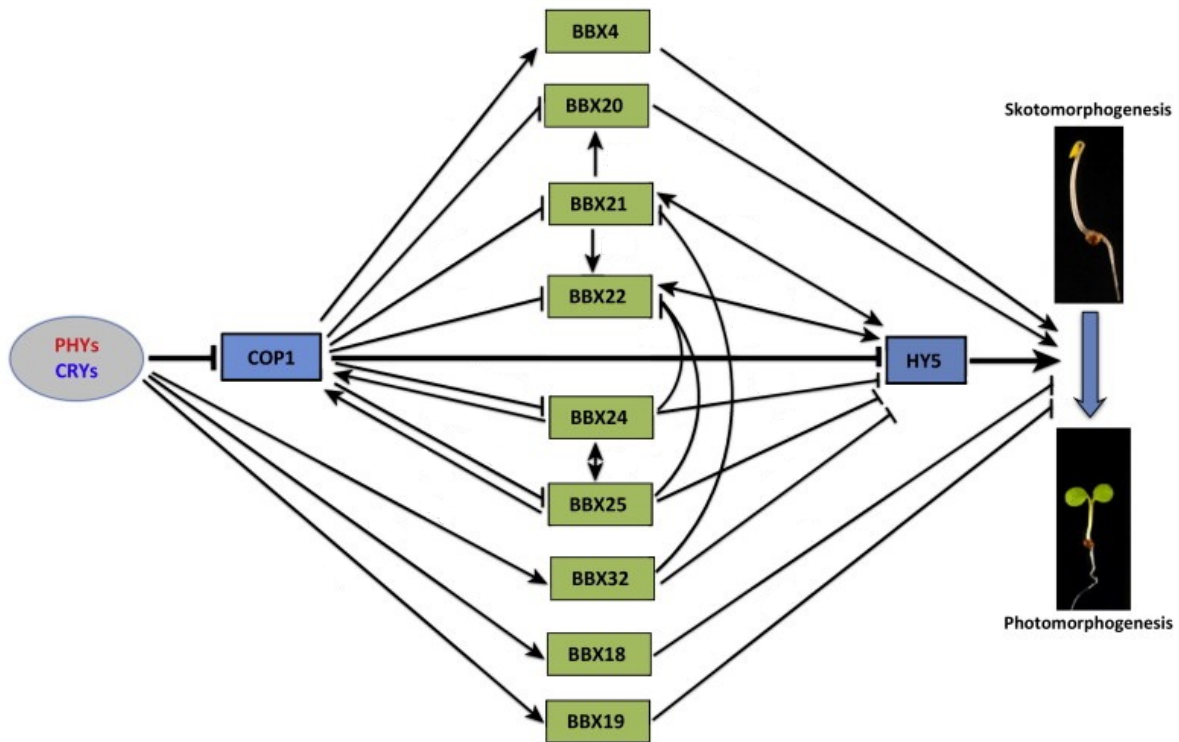 BBX4
BBX20
Skotomorphogenesis
BBX21
BBX22
PHYs
CRYs
COP1
HY5
BBX24
BBX25
BBX32
Photomorphogenesis
BBX18
BBX19